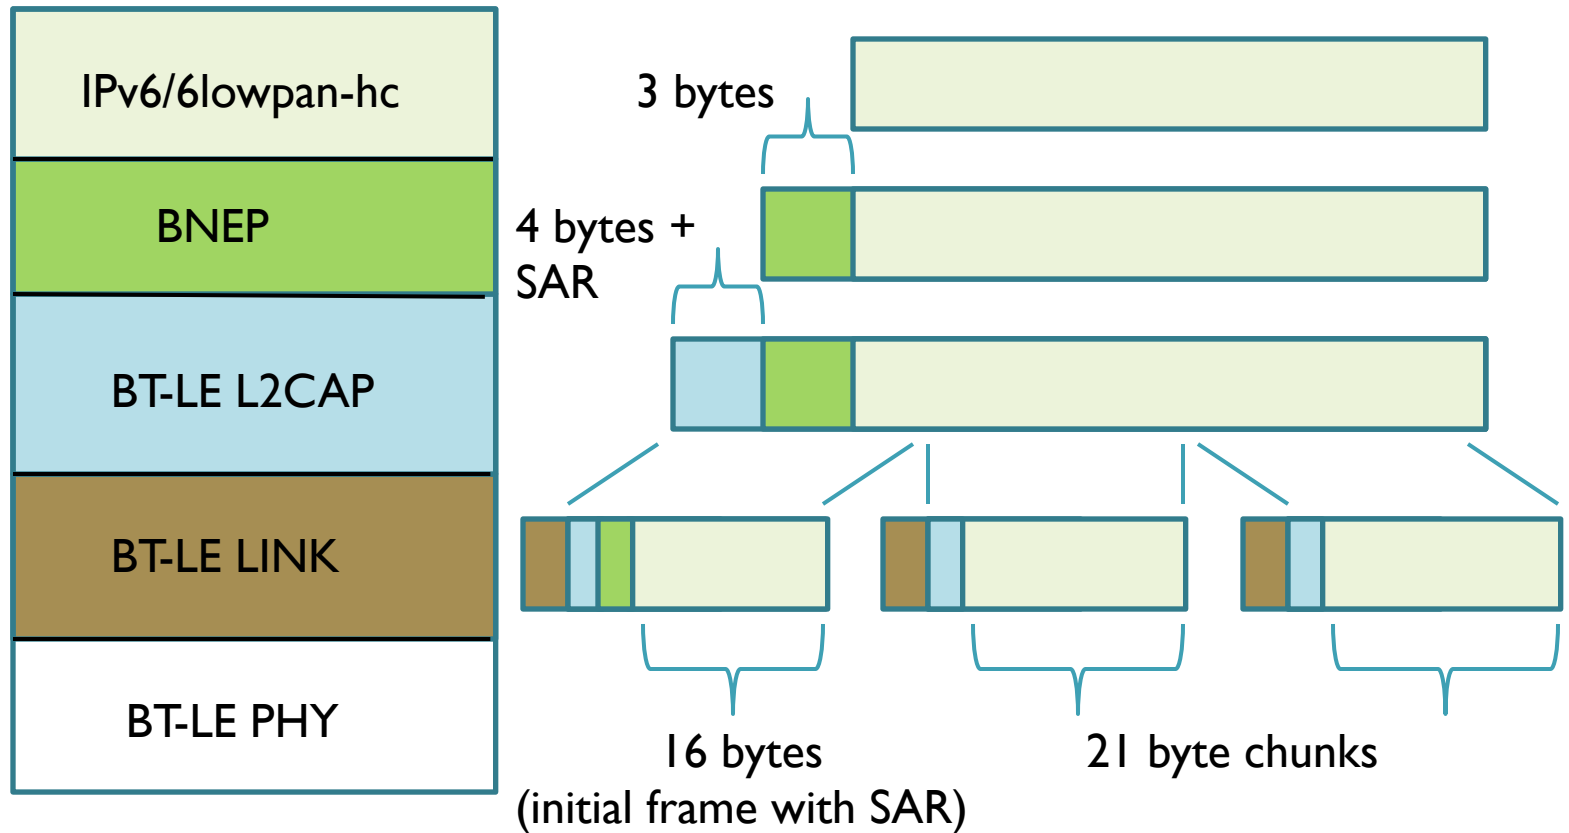 IPv6/6lowpan-hc
BNEP
BT-LE L2CAP
BT-LE LINK
BT-LE PHY
3 bytes
4 bytes +
SAR
16 bytes
(initial frame with SAR)
21 byte chunks